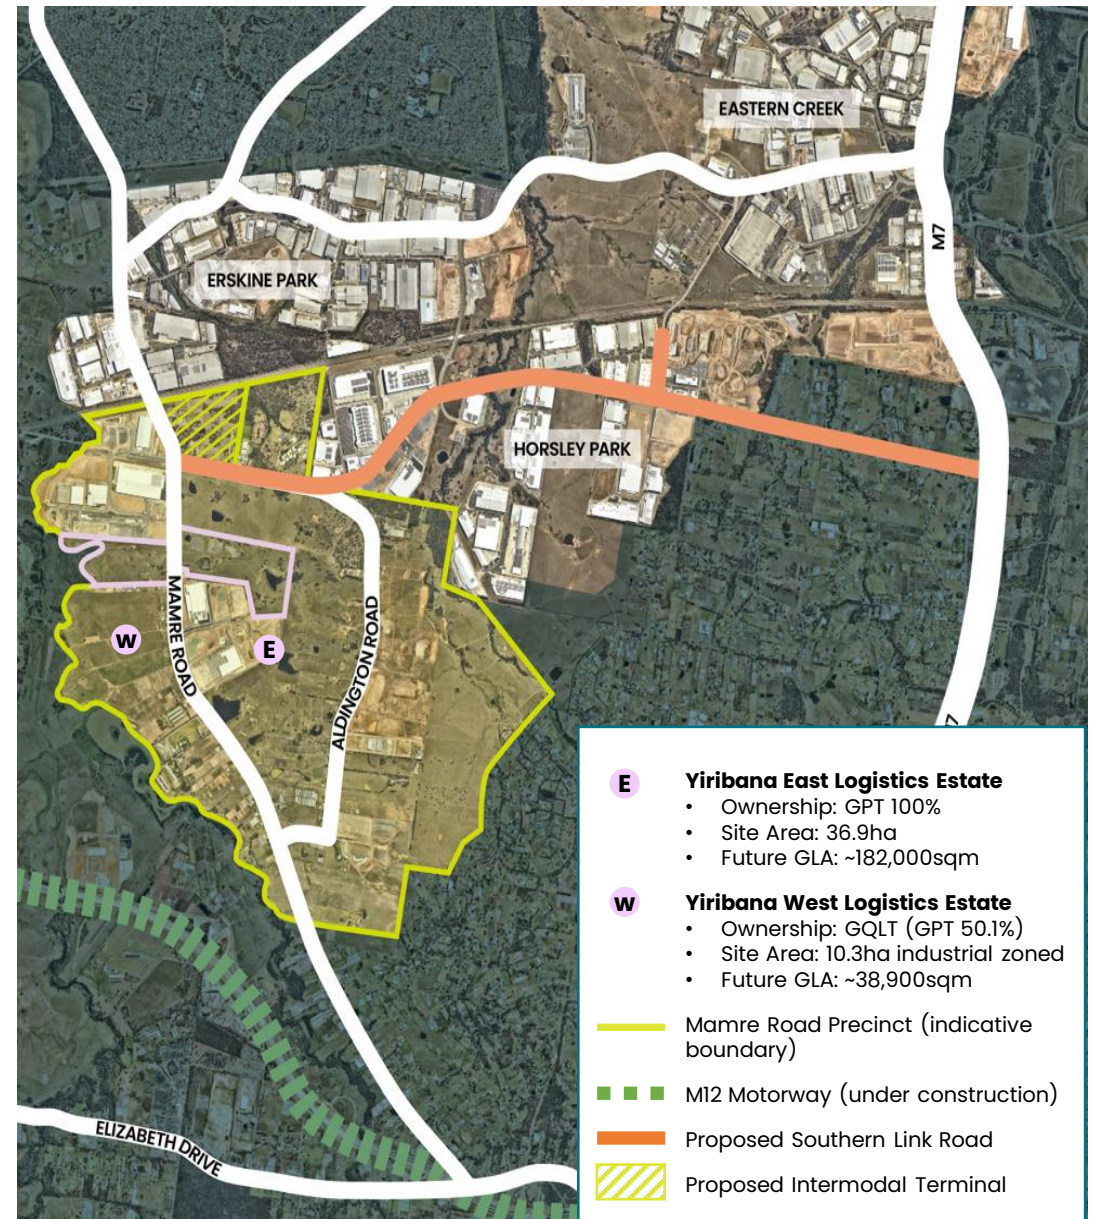 EASTERN CREEK
M7
ERSKINE PARK
HORSLEY PARK
MAMRE ROAD
ALDINGTON ROAD
W
E
7
ELIZABETH DRIVE
E
Yiribana East Logistics Estate
• Ownership: GPT 100%
• Site Area: 36.9ha
• Future GLA: ~182,000sqm
W
Yiribana West Logistics Estate
• Ownership: GQLT (GPT 50.1%)
• Site Area: 10.3ha industrial zoned
• Future GLA: ~38,900sqm
Mamre Road Precinct (indicative
boundary)
M12 Motorway (under construction)
Proposed Southern Link Road
Proposed Intermodal Terminal